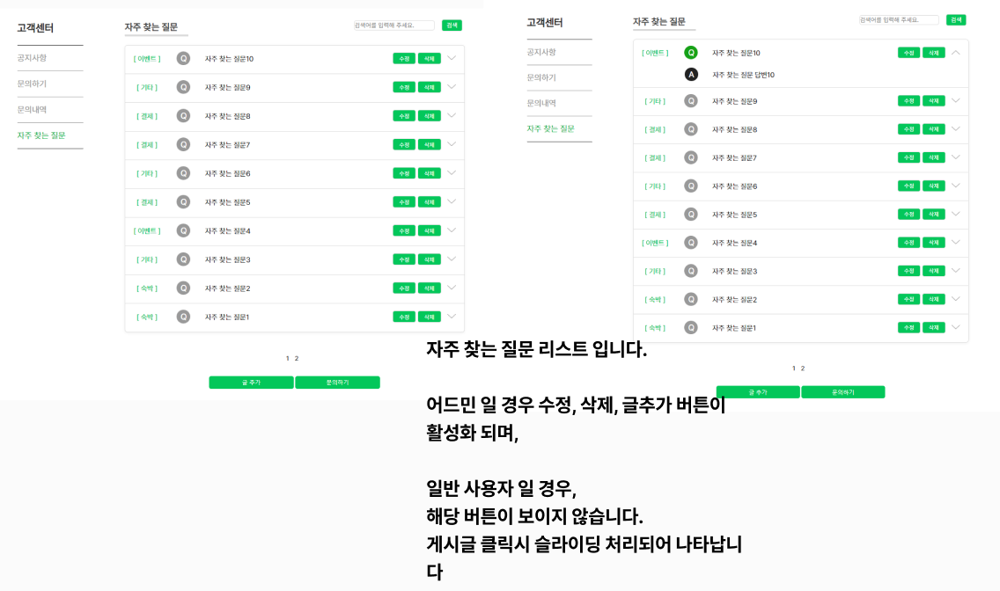 고객센터
공지사항
문의하기
문의내역
자주 찾는 질문
자주 찾는 질문
검색어를 입력해 주세요.
검색
[ 이벤트 ] Q 자주 찾는 질문10 수정 삭제
[ 기타 ] Q 자주 찾는 질문9 수정 삭제
[ 결제 ] Q 자주 찾는 질문8 수정 삭제
[ 결제 ] Q 자주 찾는 질문7 수정 삭제
[ 기타 ] Q 자주 찾는 질문6 수정 삭제
[ 결제 ] Q 자주 찾는 질문5 수정 삭제
[ 이벤트 ] Q 자주 찾는 질문4 수정 삭제
[ 기타 ] Q 자주 찾는 질문3 수정 삭제
[ 숙박 ] Q 자주 찾는 질문2 수정 삭제
[ 숙박 ] Q 자주 찾는 질문1 수정 삭제
1 2
글 추가 문의하기
고객센터
공지사항
문의하기
문의내역
자주 찾는 질문
자주 찾는 질문
검색어를 입력해 주세요.
검색
[ 이벤트 ] Q 자주 찾는 질문10 수정 삭제
A 자주 찾는 질문 답변10
[ 기타 ] Q 자주 찾는 질문9 수정 삭제
[ 결제 ] Q 자주 찾는 질문8 수정 삭제
[ 결제 ] Q 자주 찾는 질문7 수정 삭제
[ 기타 ] Q 자주 찾는 질문6 수정 삭제
[ 결제 ] Q 자주 찾는 질문5 수정 삭제
[ 이벤트 ] Q 자주 찾는 질문4 수정 삭제
[ 기타 ] Q 자주 찾는 질문3 수정 삭제
[ 숙박 ] Q 자주 찾는 질문2 수정 삭제
[ 숙박 ] Q 자주 찾는 질문1 수정 삭제
1 2
글 추가 문의하기
자주 찾는 질문 리스트 입니다.
어드민 일 경우 수정, 삭제, 글추가 버튼이
활성화 되며,
일반 사용자 일 경우,
해당 버튼이 보이지 않습니다.
게시글 클릭시 슬라이딩 처리되어 나타납니
다